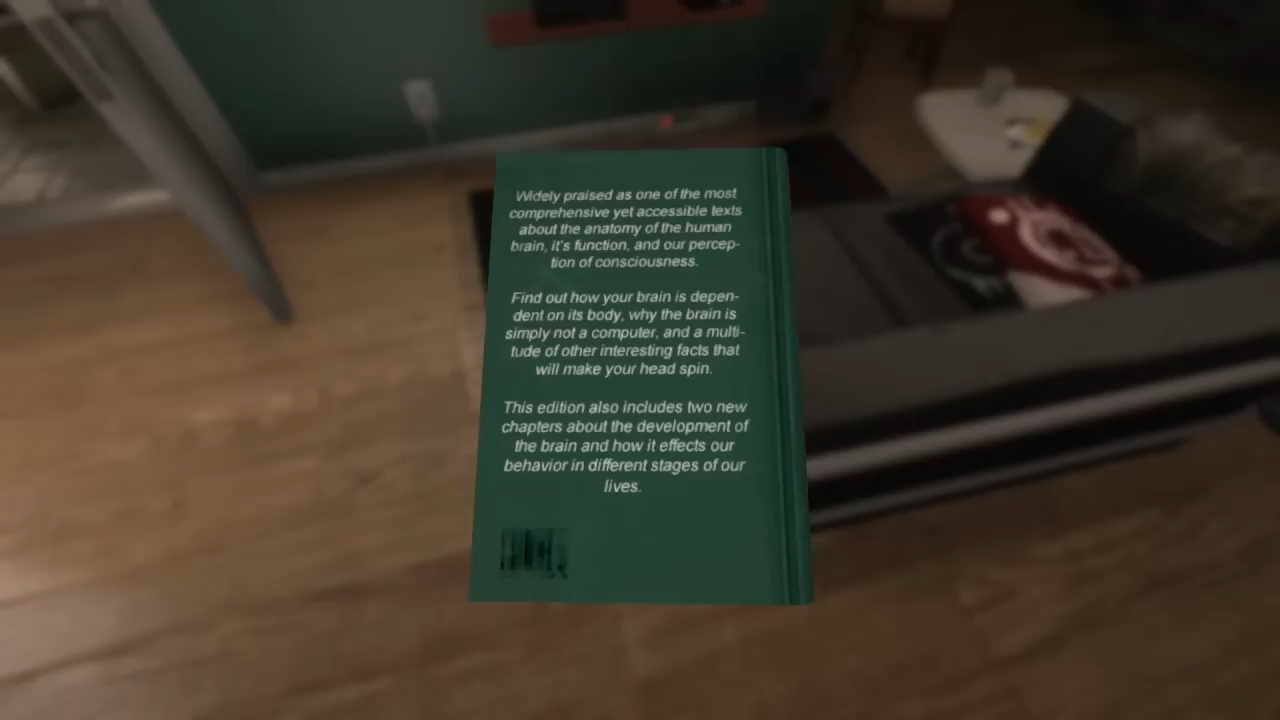 Widely praised as one of the most
comprehensive yet accessible texts
about the anatomy of the human
brain, it's function, and our percep-
tion of consciousness.
Find out how your brain is depen-
dent on its body, why the brain is
simply not a computer, and a multi-
tude of other interesting facts that
will make your head spin.
This edition also includes two new
chapters about the development of
the brain and how it effects our
behavior in different stages of our
lives.